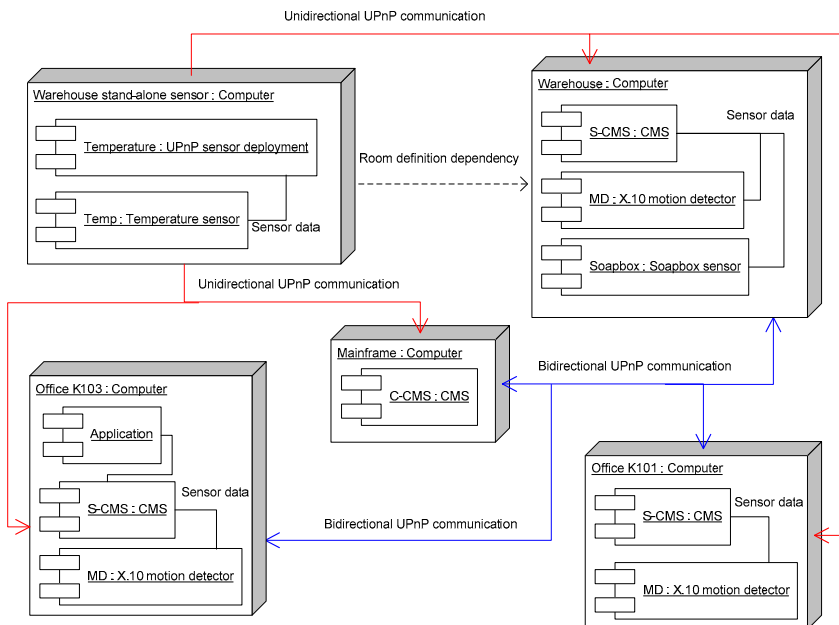 Unidirectional UPnP communication
Warehouse stand-alone sensor : Computer
Temperature : UPnP sensor deployment
Temp : Temperature sensor
Sensor data
Room definition dependency
Warehouse : Computer
Sensor data
S-CMS : CMS
MD : X.10 motion detector
Soapbox : Soapbox sensor
Unidirectional UPnP communication
Mainframe : Computer
C-CMS : CMS
Bidirectional UPnP communication
Office K103 : Computer
Application
Sensor data
S-CMS : CMS
MD : X.10 motion detector
Bidirectional UPnP communication
Office K101 : Computer
Sensor data
S-CMS : CMS
MD : X.10 motion detector